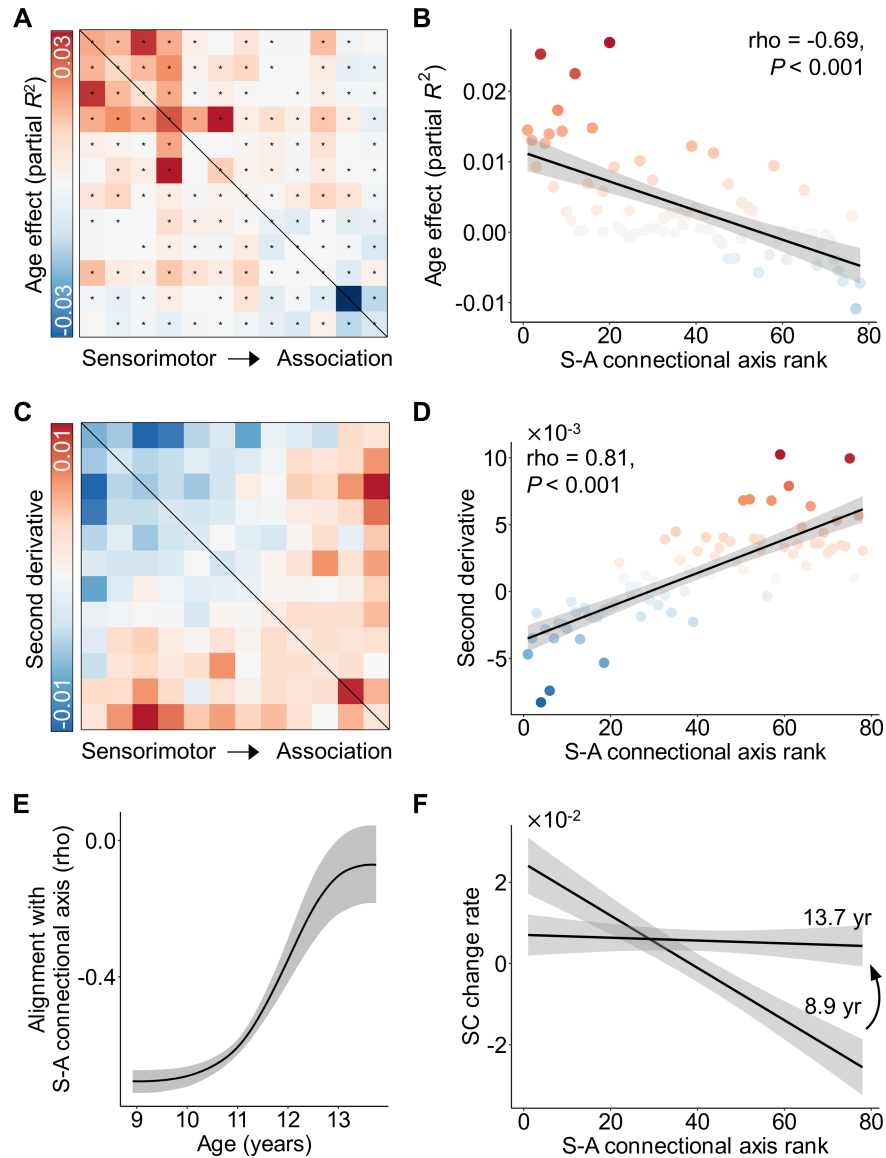 A
0.03
-0.03
Age effect (partial R²)
Sensorimotor → Association
B
rho = -0.69,
P < 0.001
Age effect (partial R²)
0.02
0.01
0.00
-0.01
0 20 40 60 80
S-A connectional axis rank
C
0.01
-0.01
Second derivative
Sensorimotor → Association
D
×10⁻³
rho = 0.81,
P < 0.001
Second derivative
10
5
0
-5
0 20 40 60 80
S-A connectional axis rank
E
Alignment with
S-A connectional axis (rho)
0.0
-0.4
9 10 11 12 13
Age (years)
F
×10⁻²
SC change rate
2
0
-2
13.7 yr
8.9 yr
0 20 40 60 80
S-A connectional axis rank